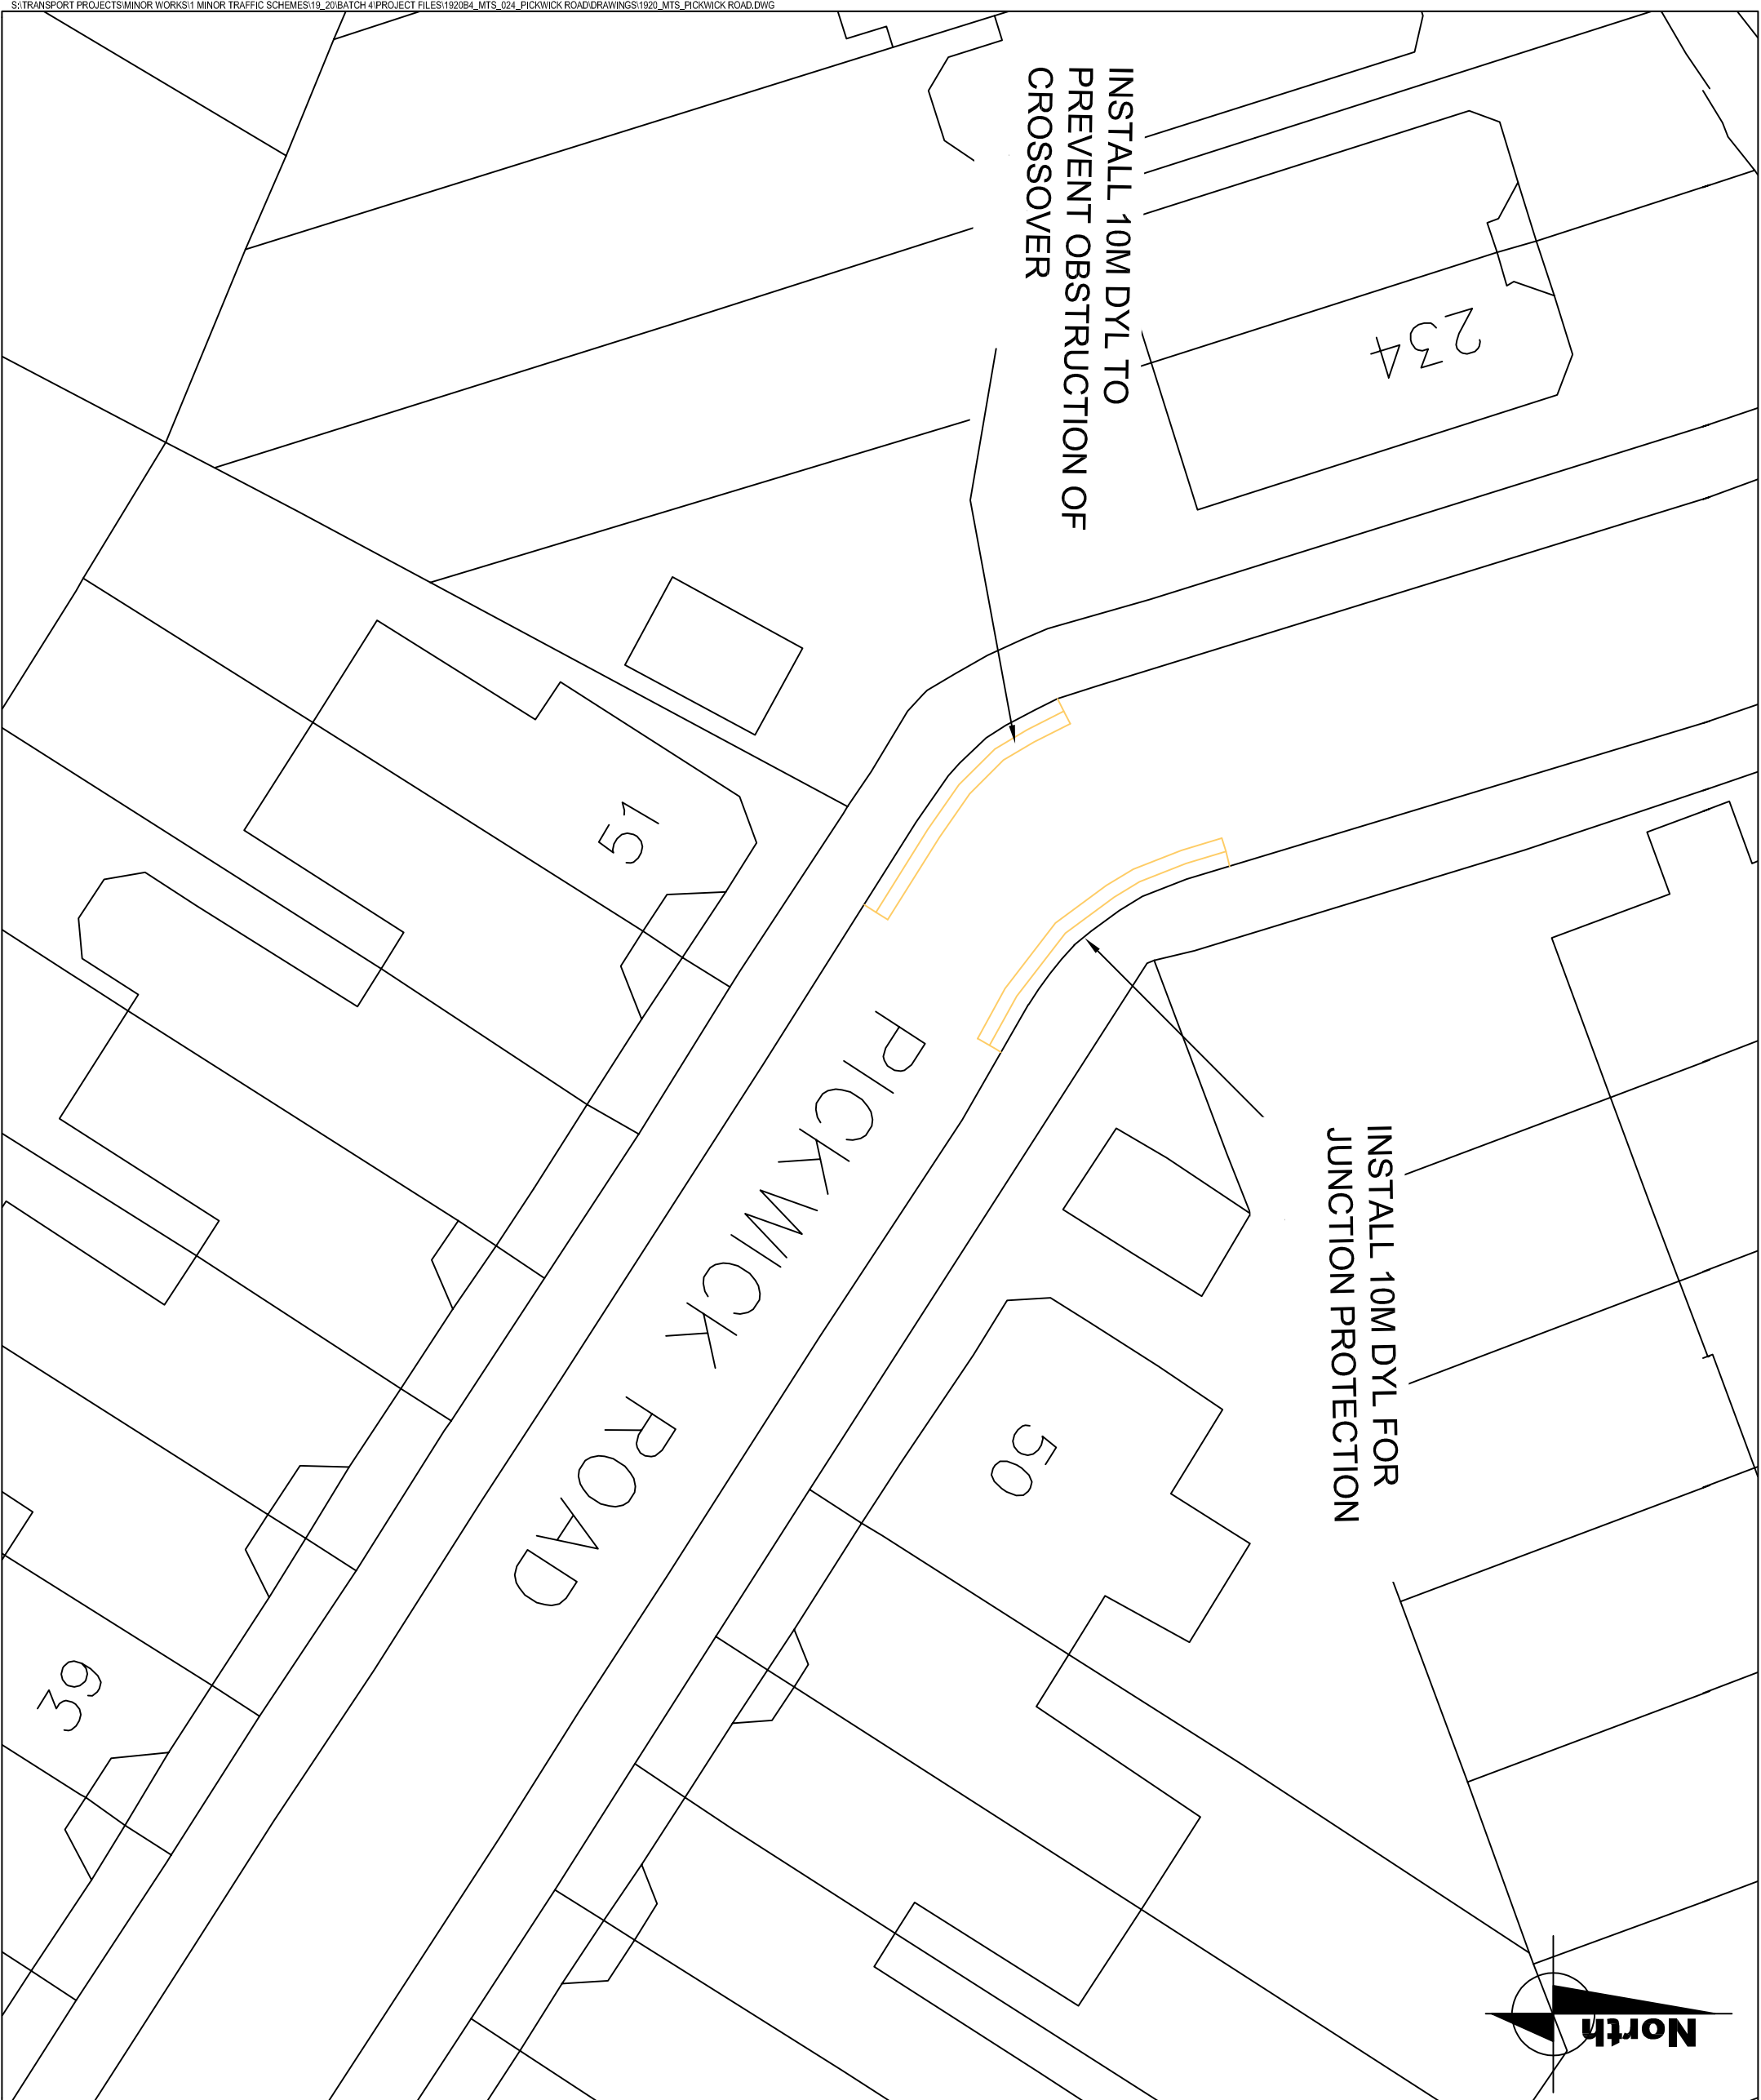 S:\TRANSPORT PROJECTS\MINOR WORKS\1 MINOR TRAFFIC SCHEMES\19_20\BATCH 4\PROJECT FILES\1920B4_MTS_024_PICKWICK ROAD\DRAWINGS\1920_MTS_PICKWICK ROAD.DWG
INSTALL 10M DYL TO
PREVENT OBSTRUCTION OF
CROSSOVER
234
51
PICKWICK ROAD
INSTALL 10M DYL FOR
JUNCTION PROTECTION
50
39
North